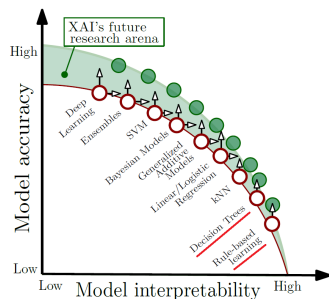 XAI's future
research arena
High
Model accuracy
Low
Deep
Learning
Ensembles
SVM
Bayesian Models
Generalized
Additive
Models
Linear/Logistic
Regression
kNN
Decision Trees
Rule-based
learning
Low
High
Model interpretability